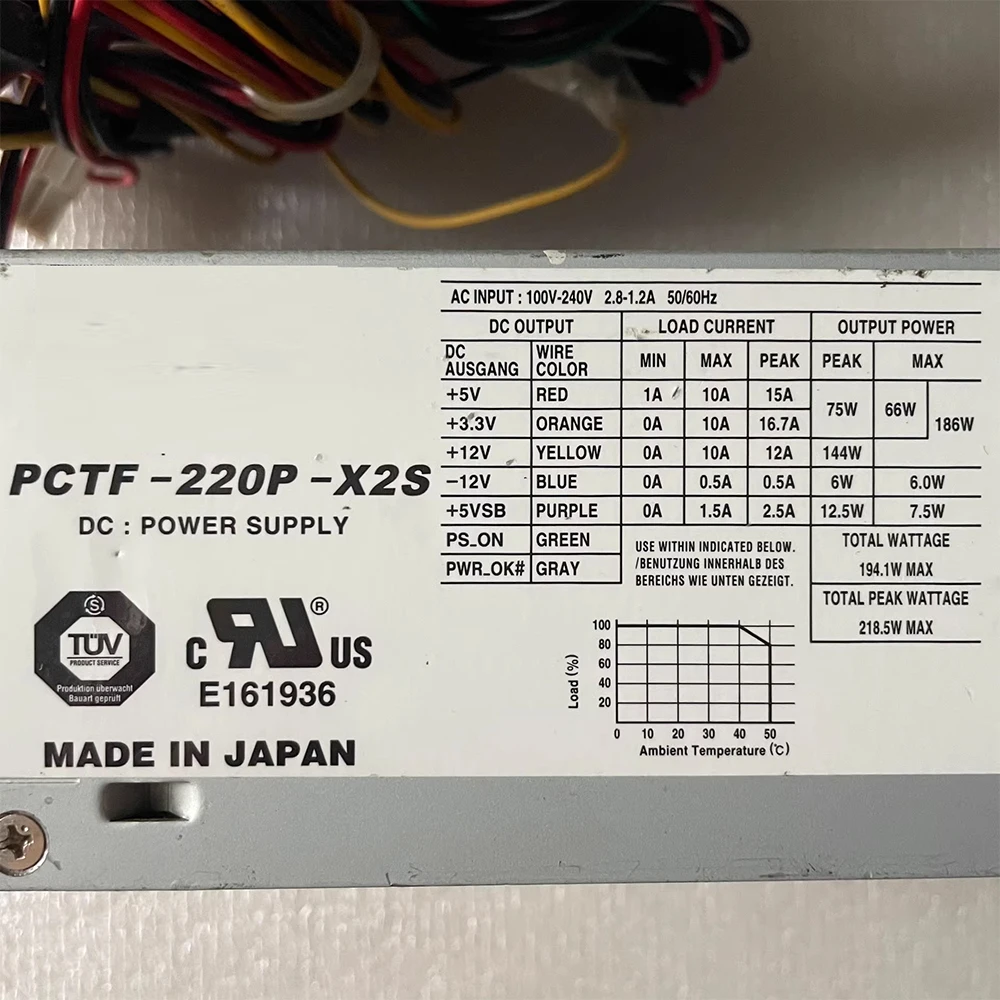 AC INPUT : 100V-240V 2.8-1.2A 50/60Hz
DC OUTPUT LOAD CURRENT OUTPUT POWER
DC AUSGANG WIRE COLOR MIN MAX PEAK PEAK MAX
+5V RED 1A 10A 15A 75W 66W 186W
+3.3V ORANGE 0A 10A 16.7A
+12V YELLOW 0A 10A 12A 144W
-12V BLUE 0A 0.5A 0.5A 6W 6.0W
+5VSB PURPLE 0A 1.5A 2.5A 12.5W 7.5W
PS_ON GREEN
PWR_OK# GRAY
USE WITHIN INDICATED BELOW.
/BENUTZUNG INNERHALB DES
BEREICHS WIE UNTEN GEZEIGT.
TOTAL WATTAGE
194.1W MAX
TOTAL PEAK WATTAGE
218.5W MAX
PCTF-220P-X2S
DC : POWER SUPPLY
S
TÜV
PRODUCT SERVICE
Produktion überwacht
Bauart geprüft
c RU ® US
E161936
MADE IN JAPAN
Load (%)
100
80
60
40
20
0 10 20 30 40 50
Ambient Temperature (℃)